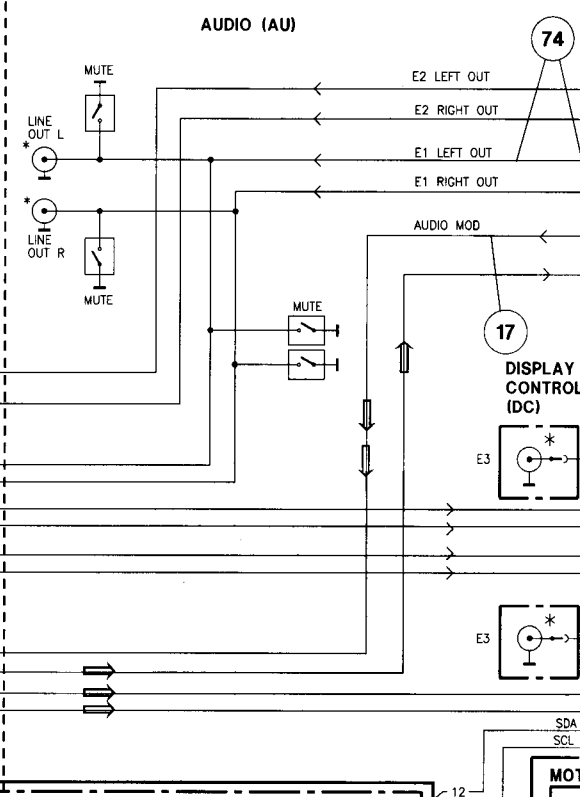 AUDIO (AU)
74
MUTE
E2 LEFT OUT
LINE
OUT L
*
E2 RIGHT OUT
E1 LEFT OUT
E1 RIGHT OUT
*
LINE
OUT R
AUDIO MOD
MUTE
MUTE
17
DISPLAY
CONTROL
(DC)
*
E3
*
E3
SDA
SCL
MOT
12